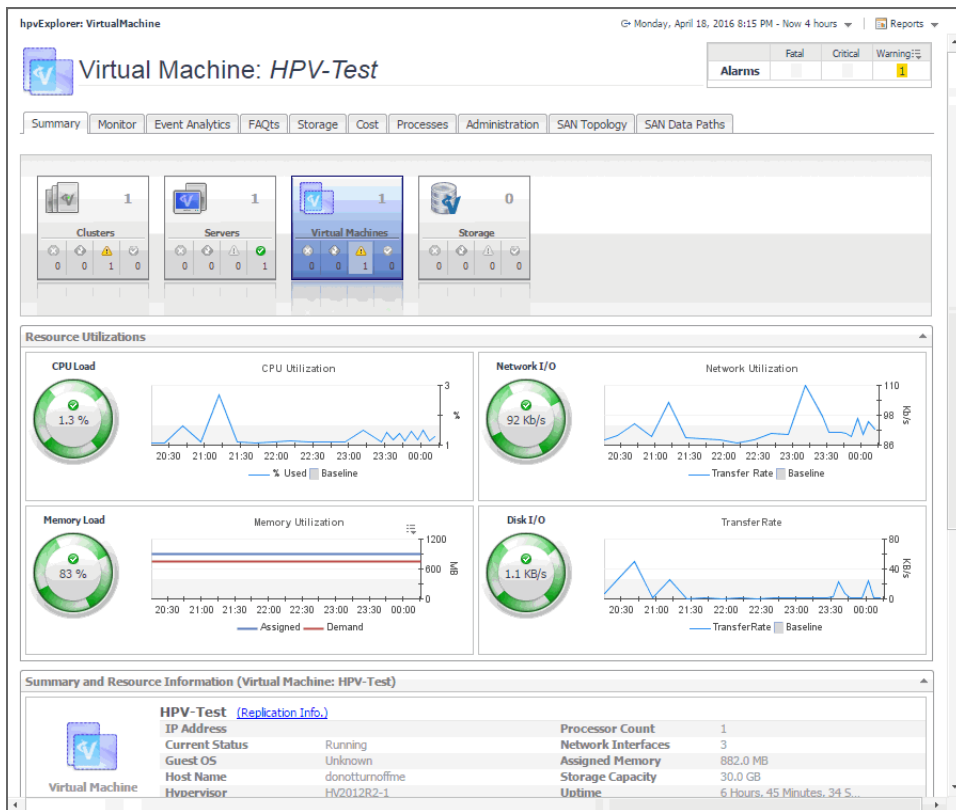 hpvExplorer: VirtualMachine
Monday, April 18, 2016 8:15 PM - Now 4 hours | Reports
Virtual Machine: HPV-Test
Fatal Critical Warning
Alarms 1
Summary Monitor Event Analytics FAQts Storage Cost Processes Administration SAN Topology SAN Data Paths
1 1 1 0
Clusters Servers Virtual Machines Storage
0 0 1 0 0 0 0 1 0 0 1 0 0 0 0 0
Resource Utilizations
CPU Load
1.3 %
CPU Utilization
3
%
1
20:30 21:00 21:30 22:00 22:30 23:00 23:30 00:00
% Used Baseline
Network I/O
92 Kb/s
Network Utilization
110
98
86
Kb/s
20:30 21:00 21:30 22:00 22:30 23:00 23:30 00:00
Transfer Rate Baseline
Memory Load
83 %
Memory Utilization
1200
600
0
MB
20:30 21:00 21:30 22:00 22:30 23:00 23:30 00:00
Assigned Demand
Disk I/O
1.1 KB/s
TransferRate
80
40
0
KB/s
20:30 21:00 21:30 22:00 22:30 23:00 23:30 00:00
TransferRate Baseline
Summary and Resource Information (Virtual Machine: HPV-Test)
Virtual Machine
HPV-Test (Replication Info.)
IP Address Processor Count 1
Current Status Running Network Interfaces 3
Guest OS Unknown Assigned Memory 882.0 MB
Host Name donotturnoffme Storage Capacity 30.0 GB
Hypervisor HV2012R2-1 Uptime 6 Hours, 45 Minutes, 34 S...